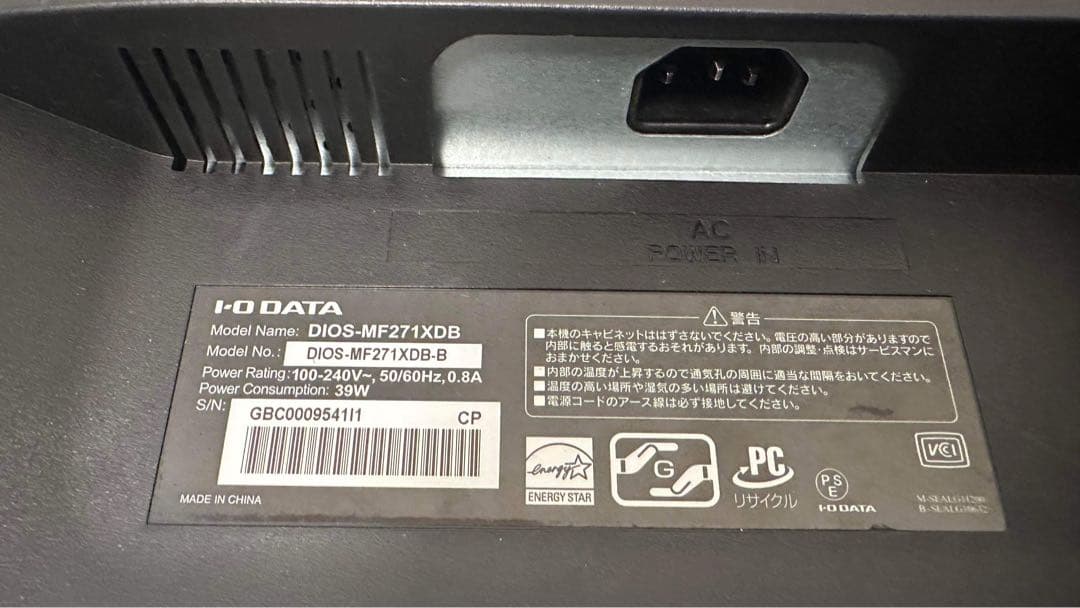 AC
POWER IN
I-O DATA
Model Name: DIOS-MF271XDB
Model No.: DIOS-MF271XDB-B
Power Rating:100-240V~, 50/60Hz, 0.8A
Power Consumption: 39W
S/N: GBC0009541I1 CP
MADE IN CHINA
警告
■本機のキャビネットははずさないでください。電圧の高い部分がありますので
内部に触ると感電するおそれがあります。内部の調整・点検はサービスマンに
おまかせください。
■内部の温度が上昇するので通気孔の周囲に適当な間隔をおいてください。
■温度の高い場所や湿気の多い場所は避けてください。
■電源コードのアース線は必ず接地してください。
energy
ENERGY STAR
G
PC
リサイクル
PS
E
I-O DATA
VCI